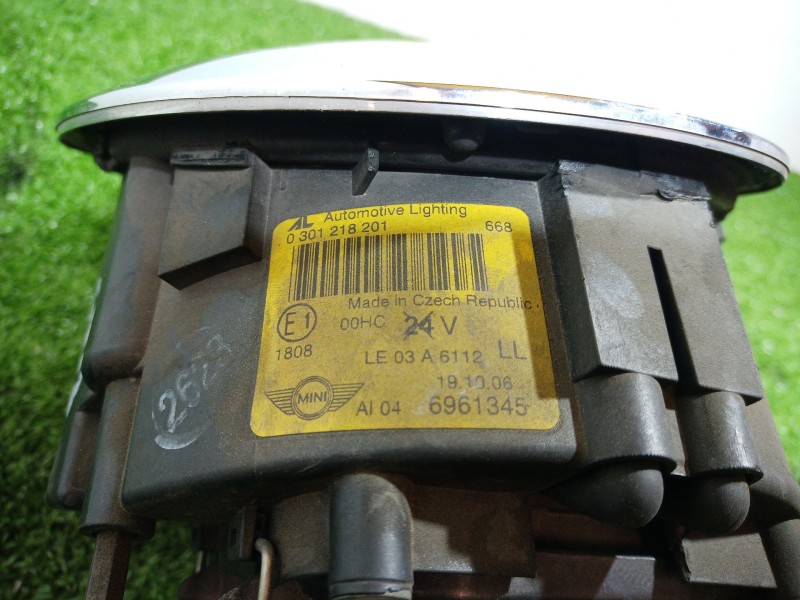 AL Automotive Lighting
0 301 218 201 668
Made in Czech Republic
E1 00HC 24 V
1808 LE 03 A 6112 LL
19.10.06
MINI AI 04 6961345